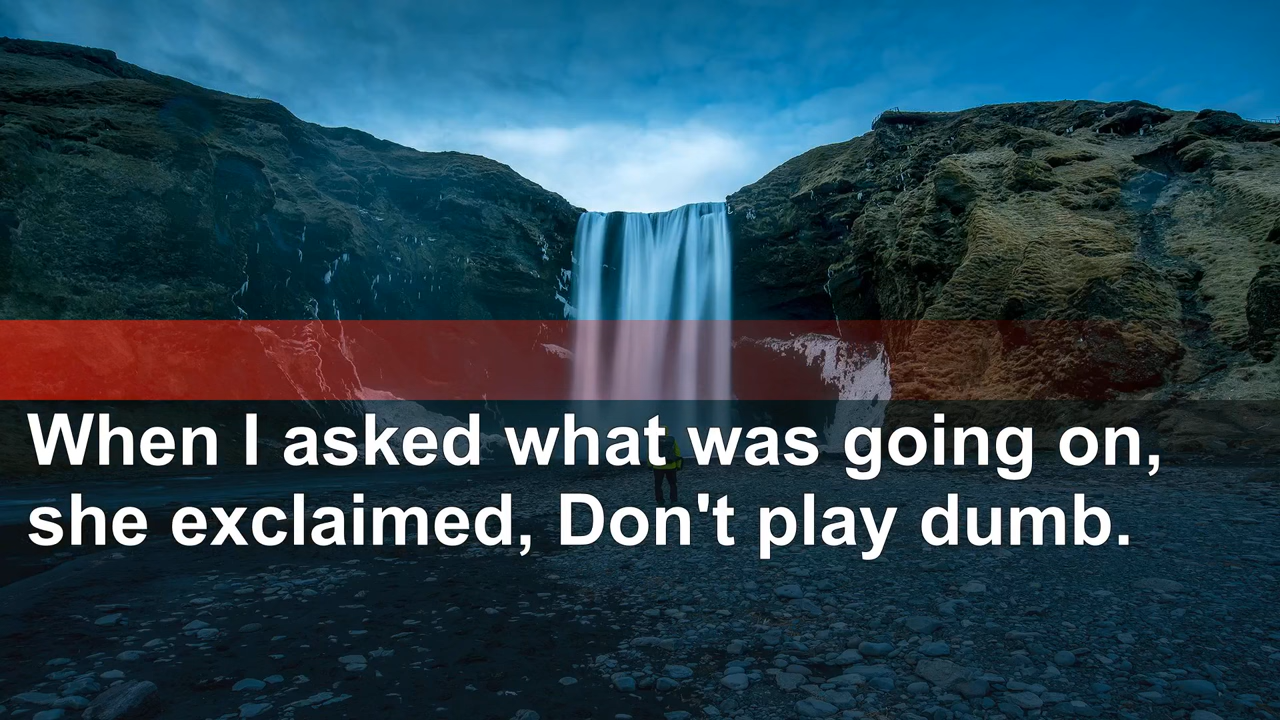 When I asked what was going on,
she exclaimed, Don't play dumb.